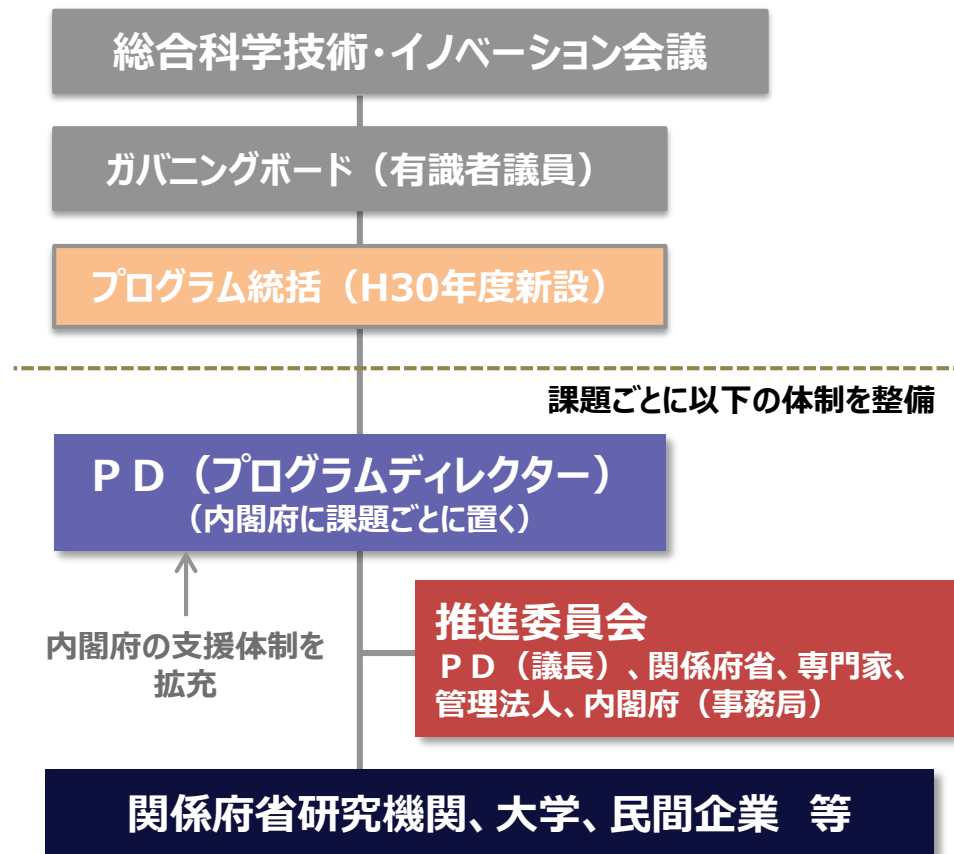 総合科学技術・イノベーション会議
ガバニングボード（有識者議員）
プログラム統括（H30年度新設）
課題ごとに以下の体制を整備
ＰＤ（プログラムディレクター）
（内閣府に課題ごとに置く）
内閣府の支援体制を
拡充
推進委員会
ＰＤ（議長）、関係府省、専門家、
管理法人、内閣府（事務局）
関係府省研究機関、大学、民間企業　等